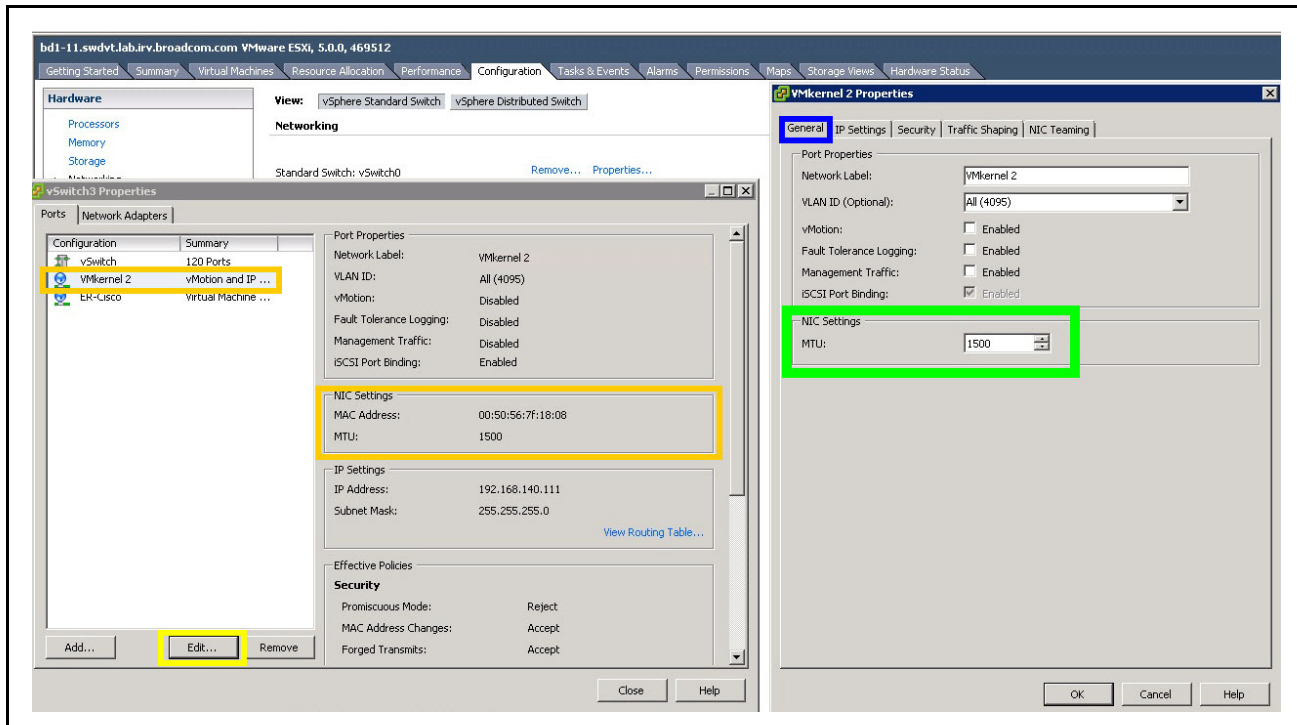 bd1-11.swdvt.lab.irv.broadcom.com VMware ESXi, 5.0.0, 469512
Getting Started Summary Virtual Machines Resource Allocation Performance Configuration Tasks & Events Alarms Permissions Maps Storage Views Hardware Status
Hardware
Processors
Memory
Storage
Networking
View: vSphere Standard Switch vSphere Distributed Switch
Networking
Standard Switch: vSwitch0 Remove... Properties...
vSwitch3 Properties
Ports Network Adapters
Configuration Summary
vSwitch 120 Ports
VMkernel 2 vMotion and IP ...
ER-Cisco Virtual Machine ...
Add... Edit... Remove
Port Properties
Network Label: VMkernel 2
VLAN ID: All (4095)
vMotion: Disabled
Fault Tolerance Logging: Disabled
Management Traffic: Disabled
iSCSI Port Binding: Enabled
NIC Settings
MAC Address: 00:50:56:7f:18:08
MTU: 1500
IP Settings
IP Address: 192.168.140.111
Subnet Mask: 255.255.255.0
View Routing Table...
Effective Policies
Security
Promiscuous Mode: Reject
MAC Address Changes: Accept
Forged Transmits: Accept
Close Help
VMkernel 2 Properties
General IP Settings Security Traffic Shaping NIC Teaming
Port Properties
Network Label: VMkernel 2
VLAN ID (Optional): All (4095)
vMotion: Enabled
Fault Tolerance Logging: Enabled
Management Traffic: Enabled
iSCSI Port Binding: Enabled
NIC Settings
MTU: 1500
OK Cancel Help